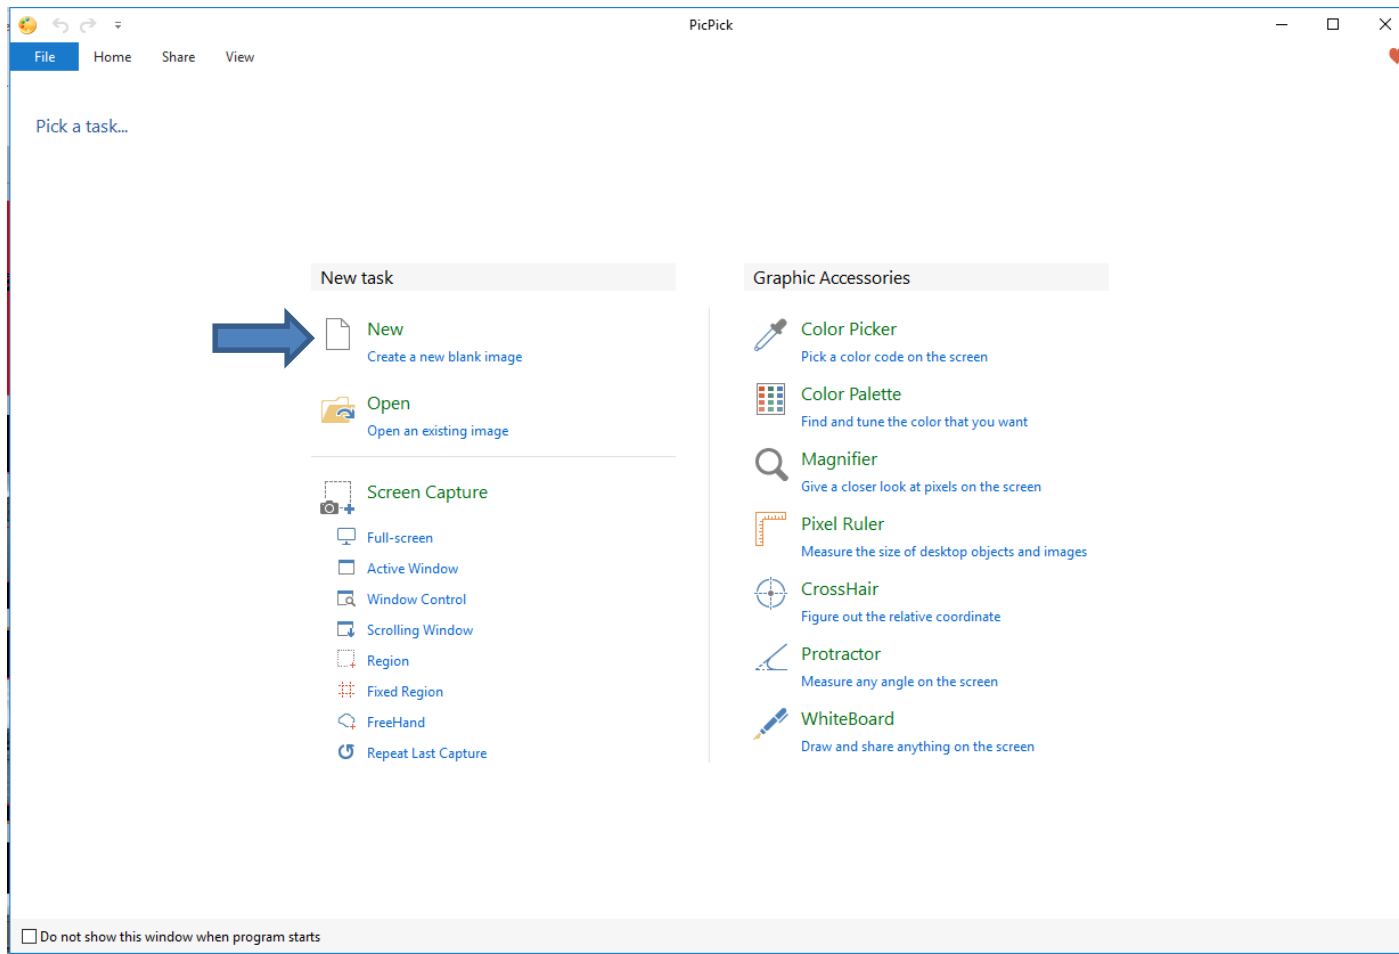 PicPick
File Home Share View
Pick a task...
New task
New
Create a new blank image
Open
Open an existing image
Screen Capture
Full-screen
Active Window
Window Control
Scrolling Window
Region
Fixed Region
FreeHand
Repeat Last Capture
Graphic Accessories
Color Picker
Pick a color code on the screen
Color Palette
Find and tune the color that you want
Magnifier
Give a closer look at pixels on the screen
Pixel Ruler
Measure the size of desktop objects and images
CrossHair
Figure out the relative coordinate
Protractor
Measure any angle on the screen
WhiteBoard
Draw and share anything on the screen
Do not show this window when program starts